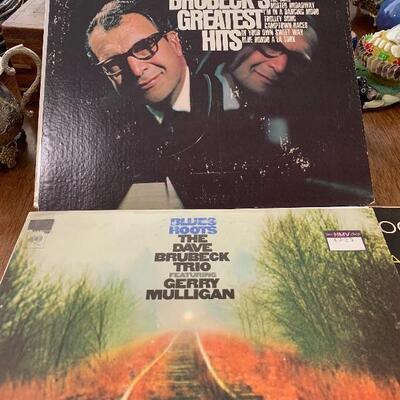 BRUBECK'S
GREATEST
HITS
MISTER BROADWAY
I'M IN A DANCING MOOD
TROLLEY SONG
CAMPTOWN RACES
IN YOUR OWN SWEET WAY
BLUE RONDO A LA TURK
BLUES
ROOTS
THE
DAVE
BRUBECK
TRIO
FEATURING
GERRY
MULLIGAN
HMV